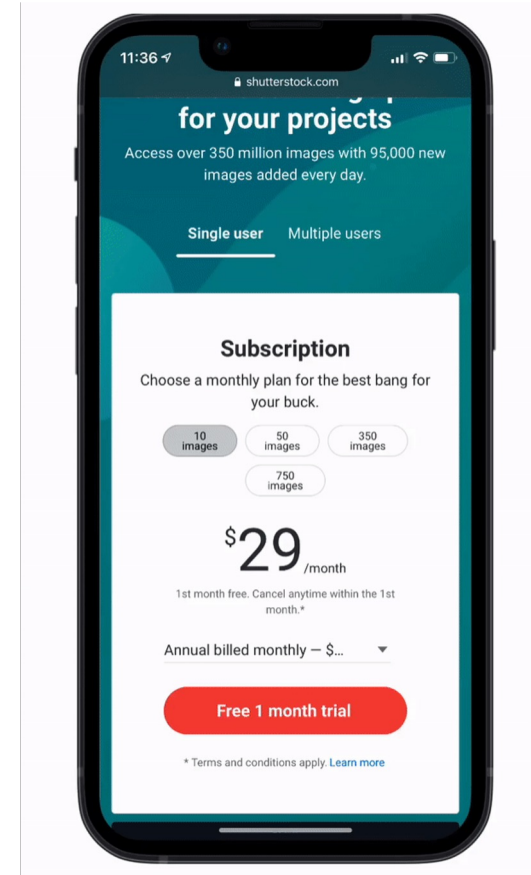 11:36
shutterstock.com
for your projects
Access over 350 million images with 95,000 new
images added every day.
Single user Multiple users
Subscription
Choose a monthly plan for the best bang for
your buck.
10 images
50 images
350 images
750 images
$29/month
1st month free. Cancel anytime within the 1st
month.*
Annual billed monthly — $...
Free 1 month trial
* Terms and conditions apply. Learn more